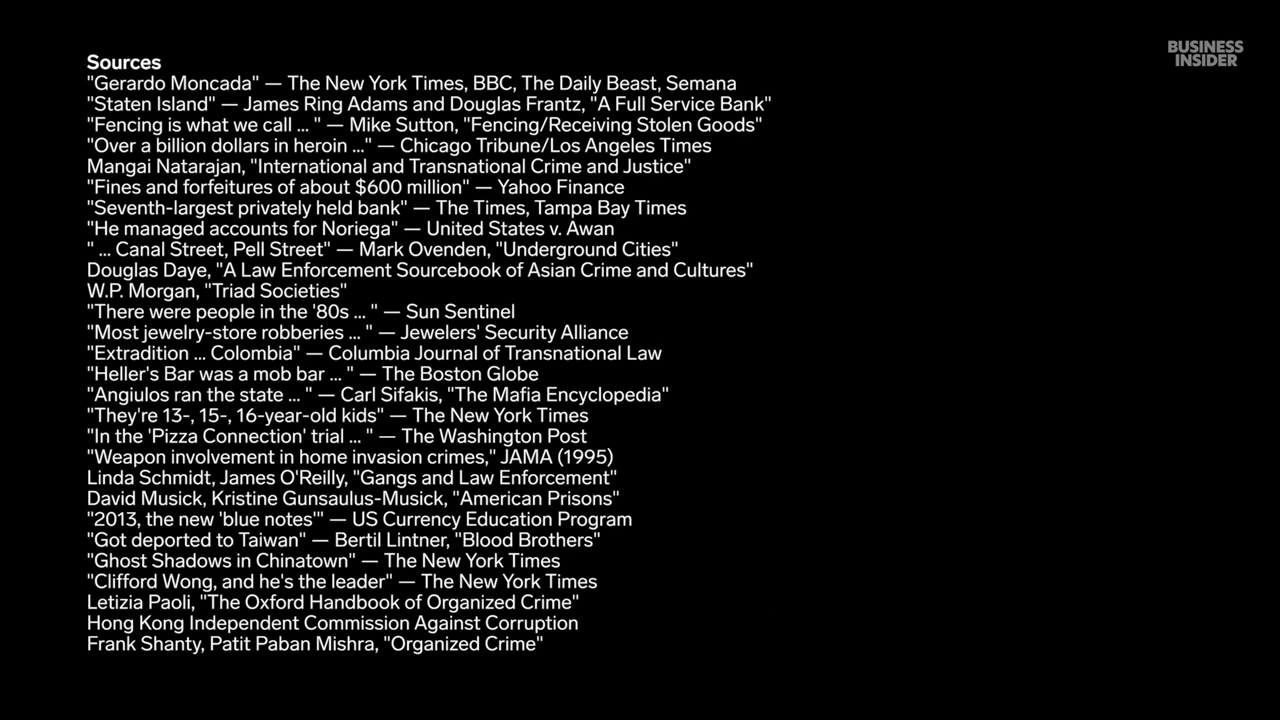 BUSINESS
INSIDER
Sources
"Gerardo Moncada" — The New York Times, BBC, The Daily Beast, Semana
"Staten Island" — James Ring Adams and Douglas Frantz, "A Full Service Bank"
"Fencing is what we call ... " — Mike Sutton, "Fencing/Receiving Stolen Goods"
"Over a billion dollars in heroin ..." — Chicago Tribune/Los Angeles Times
Mangai Natarajan, "International and Transnational Crime and Justice"
"Fines and forfeitures of about $600 million" — Yahoo Finance
"Seventh-largest privately held bank" — The Times, Tampa Bay Times
"He managed accounts for Noriega" — United States v. Awan
" ... Canal Street, Pell Street" — Mark Ovenden, "Underground Cities"
Douglas Daye, "A Law Enforcement Sourcebook of Asian Crime and Cultures"
W.P. Morgan, "Triad Societies"
"There were people in the '80s ... " — Sun Sentinel
"Most jewelry-store robberies ... " — Jewelers' Security Alliance
"Extradition ... Colombia" — Columbia Journal of Transnational Law
"Heller's Bar was a mob bar ... " — The Boston Globe
"Angiulos ran the state ... " — Carl Sifakis, "The Mafia Encyclopedia"
"They're 13-, 15-, 16-year-old kids" — The New York Times
"In the 'Pizza Connection' trial ... " — The Washington Post
"Weapon involvement in home invasion crimes," JAMA (1995)
Linda Schmidt, James O'Reilly, "Gangs and Law Enforcement"
David Musick, Kristine Gunsaulus-Musick, "American Prisons"
"2013, the new 'blue notes'" — US Currency Education Program
"Got deported to Taiwan" — Bertil Lintner, "Blood Brothers"
"Ghost Shadows in Chinatown" — The New York Times
"Clifford Wong, and he's the leader" — The New York Times
Letizia Paoli, "The Oxford Handbook of Organized Crime"
Hong Kong Independent Commission Against Corruption
Frank Shanty, Patit Paban Mishra, "Organized Crime"